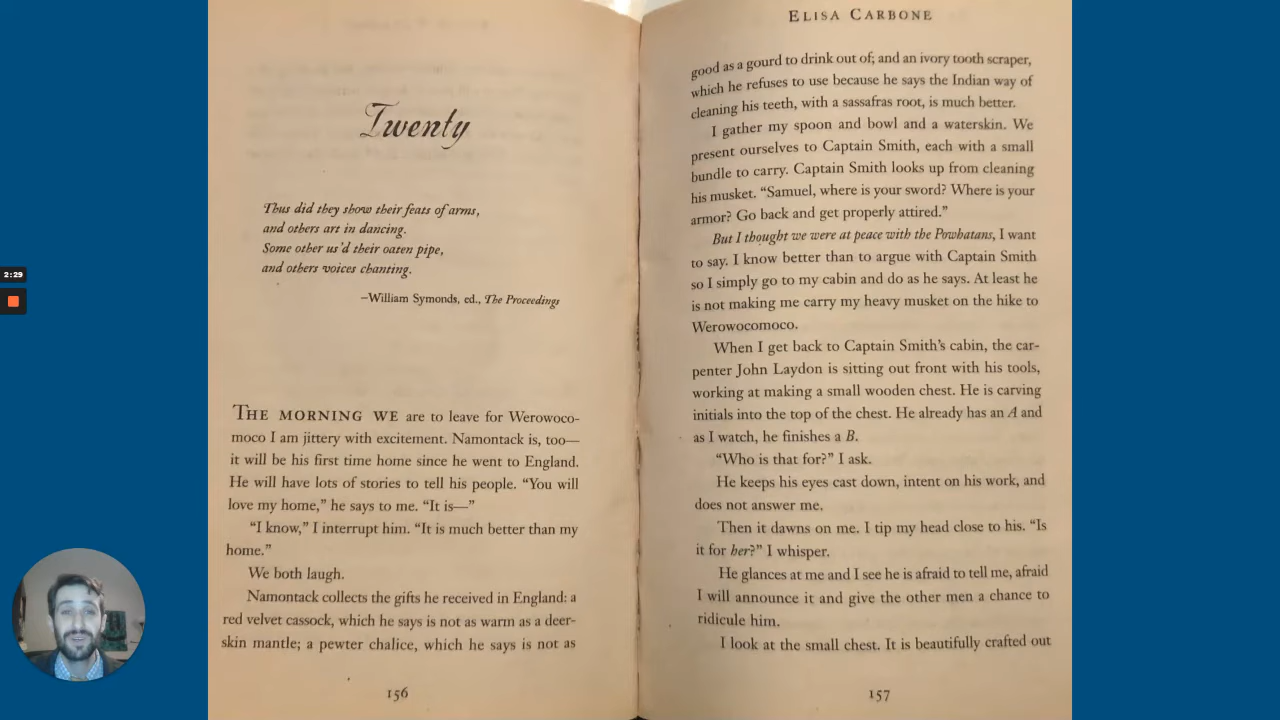 2:29
Twenty
Thus did they show their feats of arms,
and others art in dancing.
Some other us'd their oaten pipe,
and others voices chanting.
–William Symonds, ed., The Proceedings
THE MORNING WE are to leave for Werowoco-
moco I am jittery with excitement. Namontack is, too—
it will be his first time home since he went to England.
He will have lots of stories to tell his people. “You will
love my home,” he says to me. “It is—”
“I know,” I interrupt him. “It is much better than my
home.”
We both laugh.
Namontack collects the gifts he received in England: a
red velvet cassock, which he says is not as warm as a deer-
skin mantle; a pewter chalice, which he says is not as
156
ELISA CARBONE
good as a gourd to drink out of; and an ivory tooth scraper,
which he refuses to use because he says the Indian way of
cleaning his teeth, with a sassafras root, is much better.
I gather my spoon and bowl and a waterskin. We
present ourselves to Captain Smith, each with a small
bundle to carry. Captain Smith looks up from cleaning
his musket. “Samuel, where is your sword? Where is your
armor? Go back and get properly attired.”
But I thought we were at peace with the Powhatans, I want
to say. I know better than to argue with Captain Smith
so I simply go to my cabin and do as he says. At least he
is not making me carry my heavy musket on the hike to
Werowocomoco.
When I get back to Captain Smith’s cabin, the car-
penter John Laydon is sitting out front with his tools,
working at making a small wooden chest. He is carving
initials into the top of the chest. He already has an A and
as I watch, he finishes a B.
“Who is that for?” I ask.
He keeps his eyes cast down, intent on his work, and
does not answer me.
Then it dawns on me. I tip my head close to his. “Is
it for her?” I whisper.
He glances at me and I see he is afraid to tell me, afraid
I will announce it and give the other men a chance to
ridicule him.
I look at the small chest. It is beautifully crafted out
157